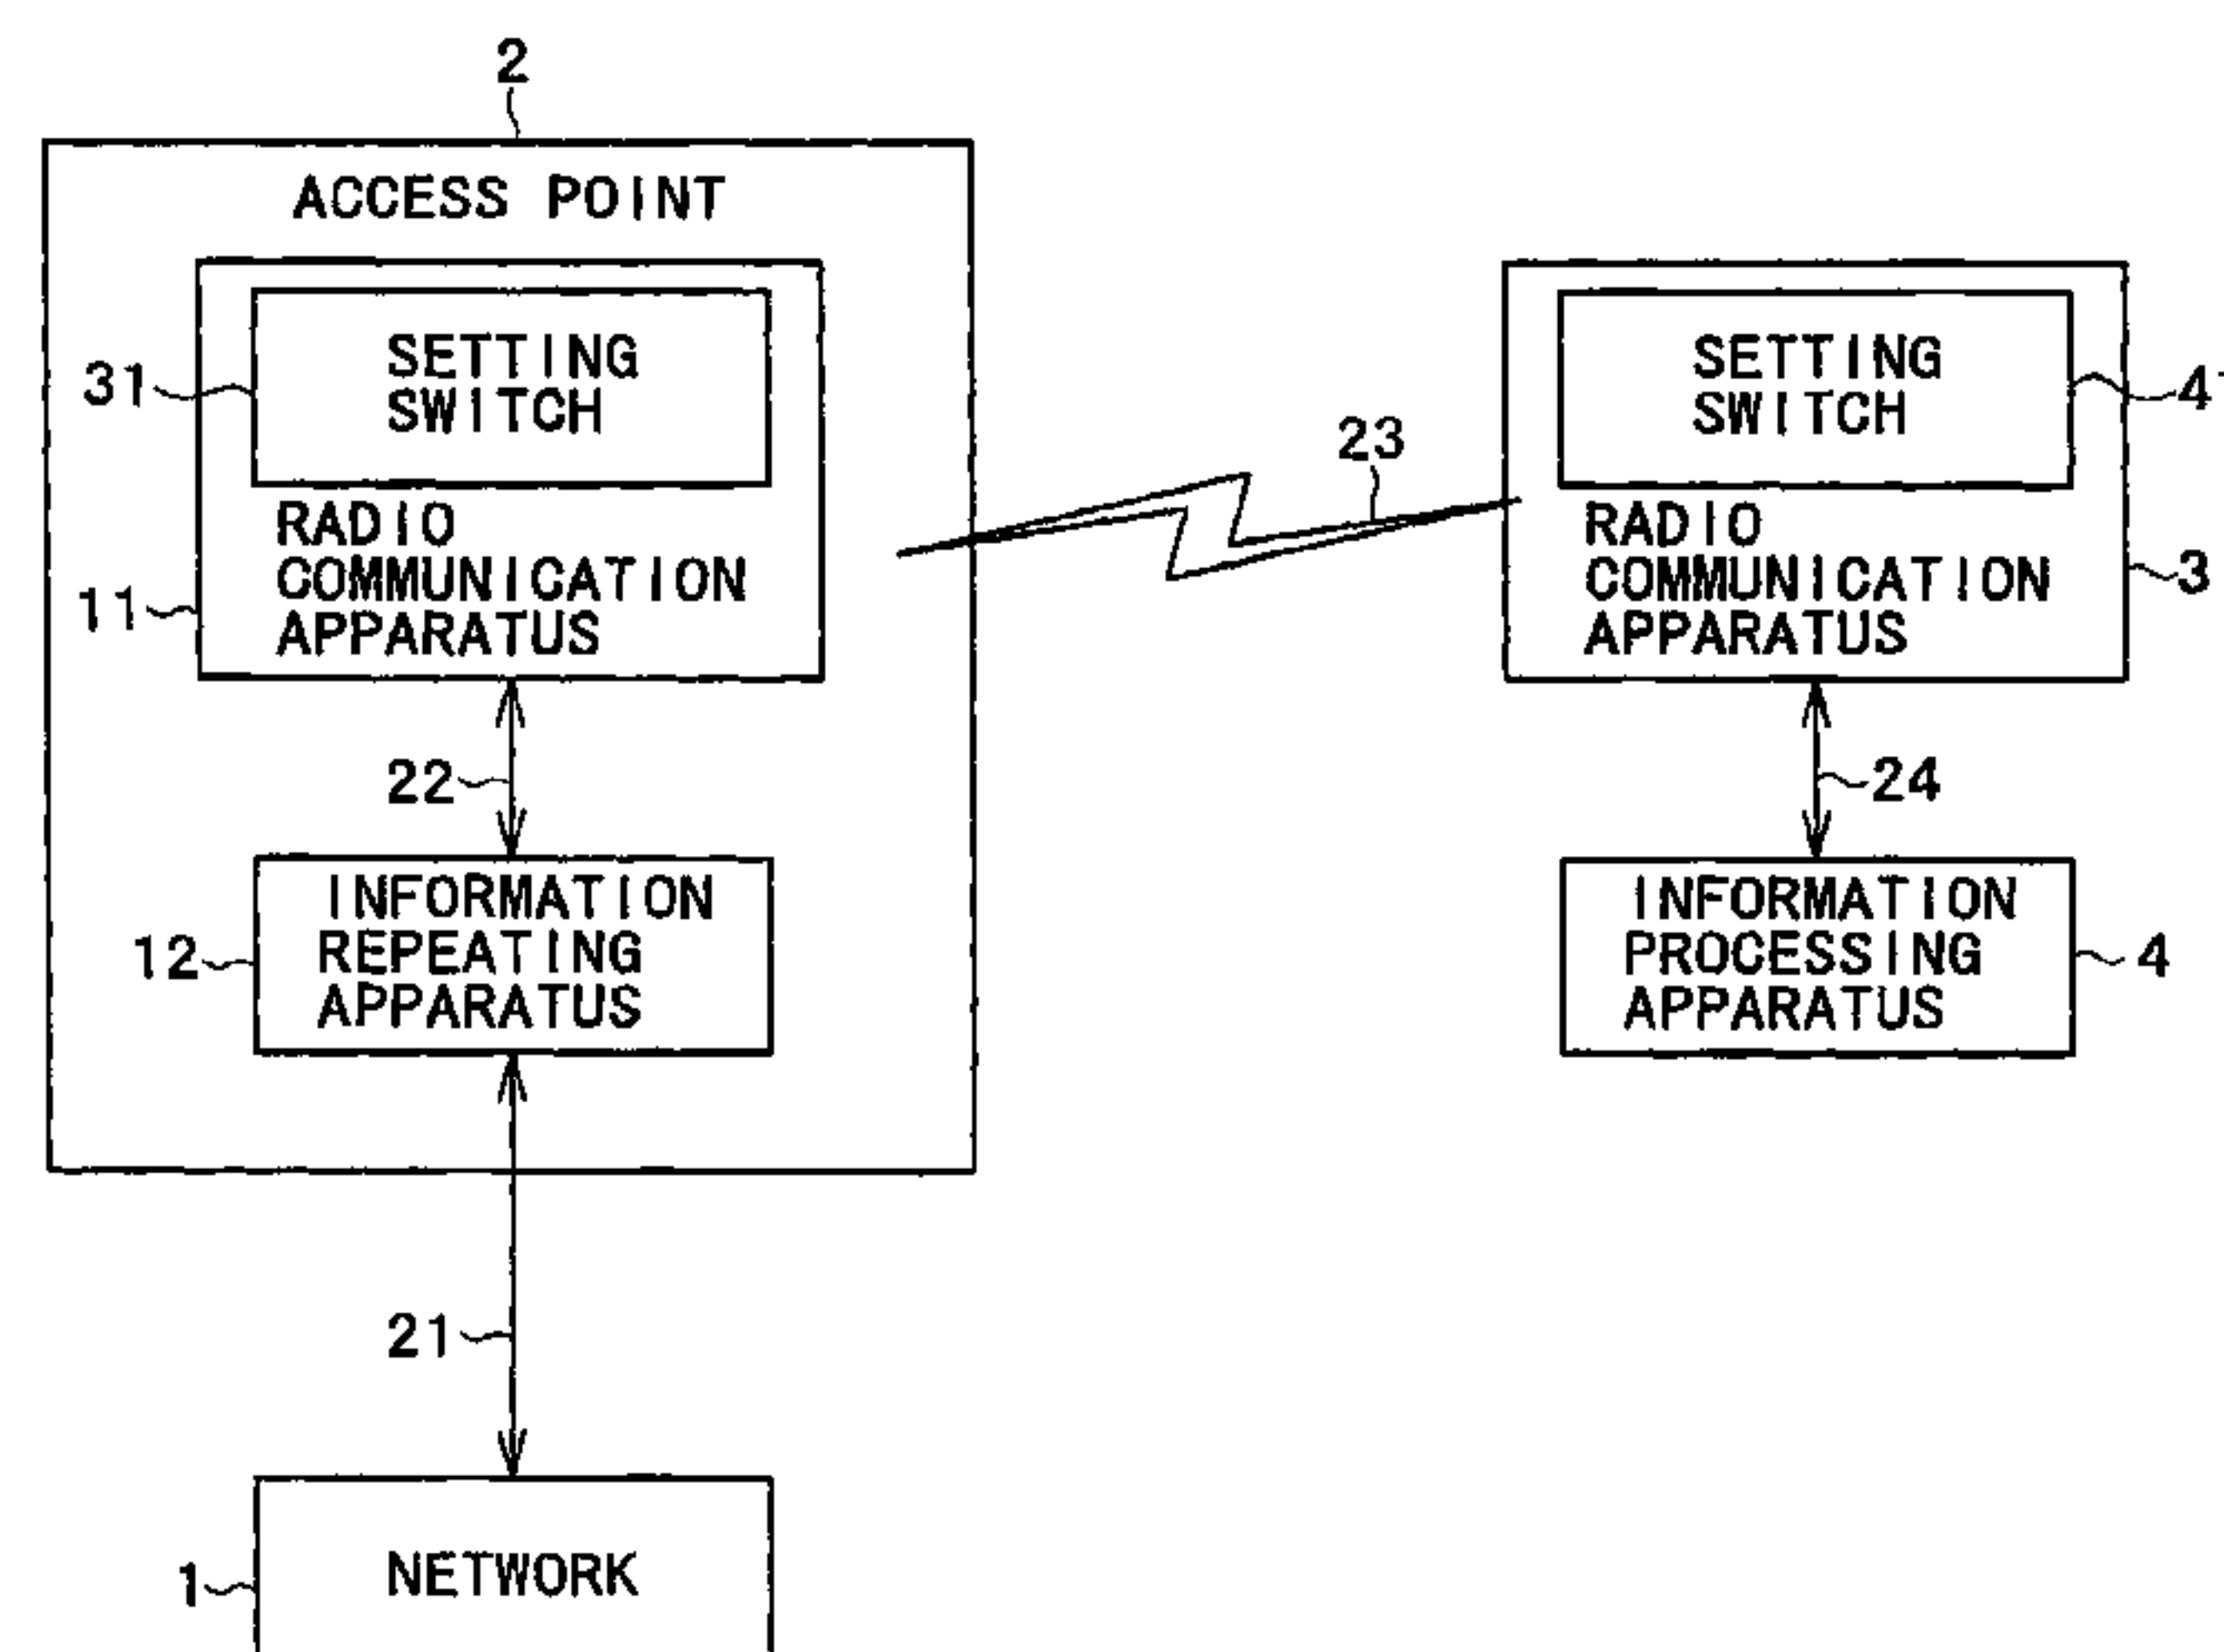 2
ACCESS POINT
SETTING
SWITCH
31
RADIO
COMMUNICATION
APPARATUS
11
22
INFORMATION
REPEATING
APPARATUS
12
21
NETWORK
1
23
SETTING
SWITCH
RADIO
COMMUNICATION
APPARATUS
3
24
INFORMATION
PROCESSING
APPARATUS
4